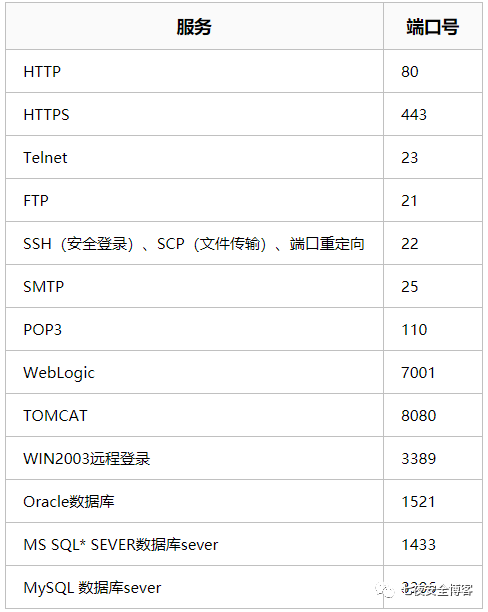 服务 端口号
HTTP 80
HTTPS 443
Telnet 23
FTP 21
SSH（安全登录）、SCP（文件传输）、端口重定向 22
SMTP 25
POP3 110
WebLogic 7001
TOMCAT 8080
WIN2003远程登录 3389
Oracle数据库 1521
MS SQL* SEVER数据库sever 1433
MySQL 数据库sever
七夜安全博客